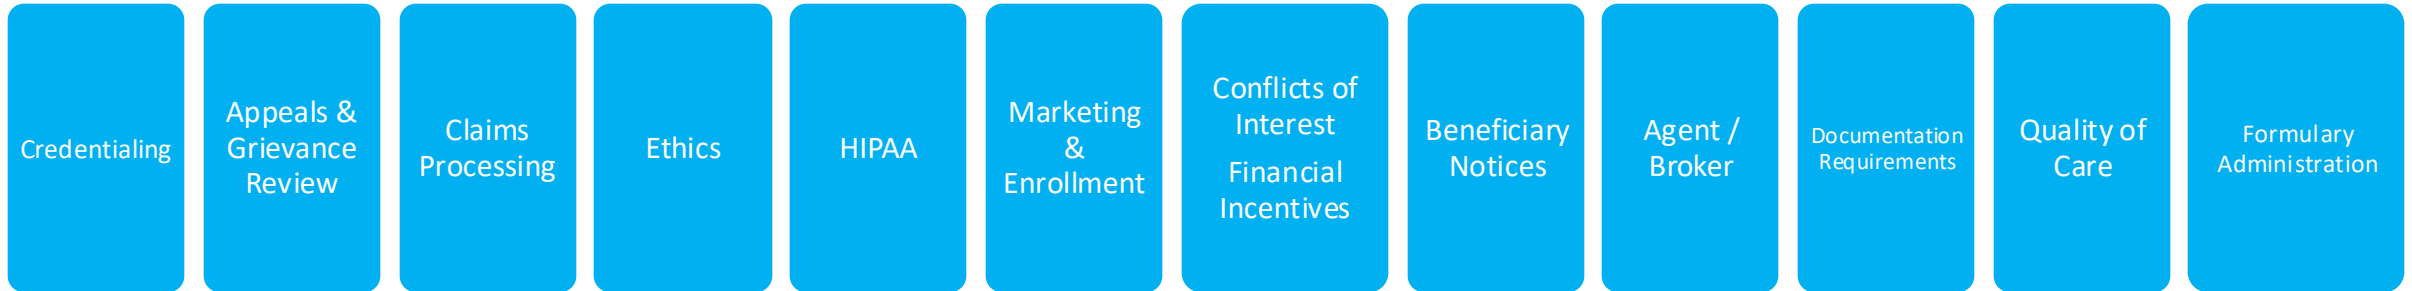 Credentialing
Appeals &
Grievance
Review
Claims
Processing
Ethics
HIPAA
Marketing
&
Enrollment
Conflicts of
Interest
Financial
Incentives
Beneficiary
Notices
Agent /
Broker
Documentation
Requirements
Quality of
Care
Formulary
Administration